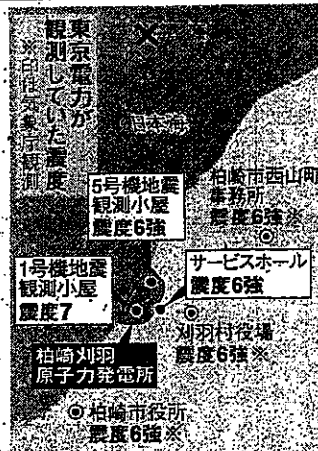 東京電力が
観測していた震度
※印は気象庁観測
日本海
柏崎市西山町
事務所
震度6強※
5号機地震
観測小屋
震度6強
サービスホール
震度6強
1号機地震
観測小屋
震度7
刈羽村役場
震度6強※
柏崎刈羽
原子力発電所
柏崎市役所
震度6強※